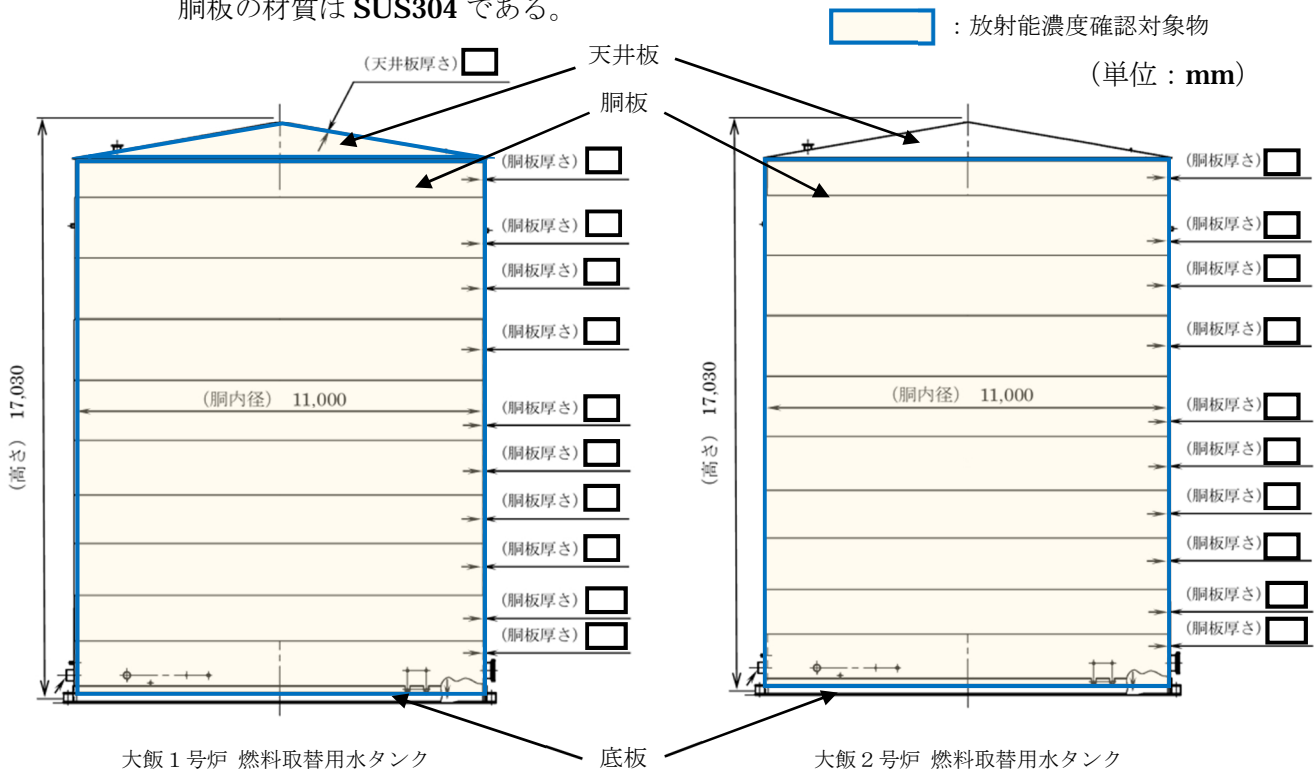 胴板の材質は SUS304 である。
：放射能濃度確認対象物
（単位：mm）
天井板
胴板
(天井板厚さ)
(胴板厚さ)
(胴板厚さ)
(胴板厚さ)
(胴板厚さ)
(胴板厚さ)
(胴板厚さ)
(胴板厚さ)
(胴板厚さ)
(胴板厚さ)
(胴板厚さ)
(高さ) 17,030
(胴内径) 11,000
(胴板厚さ)
(胴板厚さ)
(胴板厚さ)
(胴板厚さ)
(胴板厚さ)
(胴板厚さ)
(胴板厚さ)
(胴板厚さ)
(胴板厚さ)
(胴板厚さ)
(高さ) 17,030
(胴内径) 11,000
底板
大飯１号炉 燃料取替用水タンク
大飯２号炉 燃料取替用水タンク